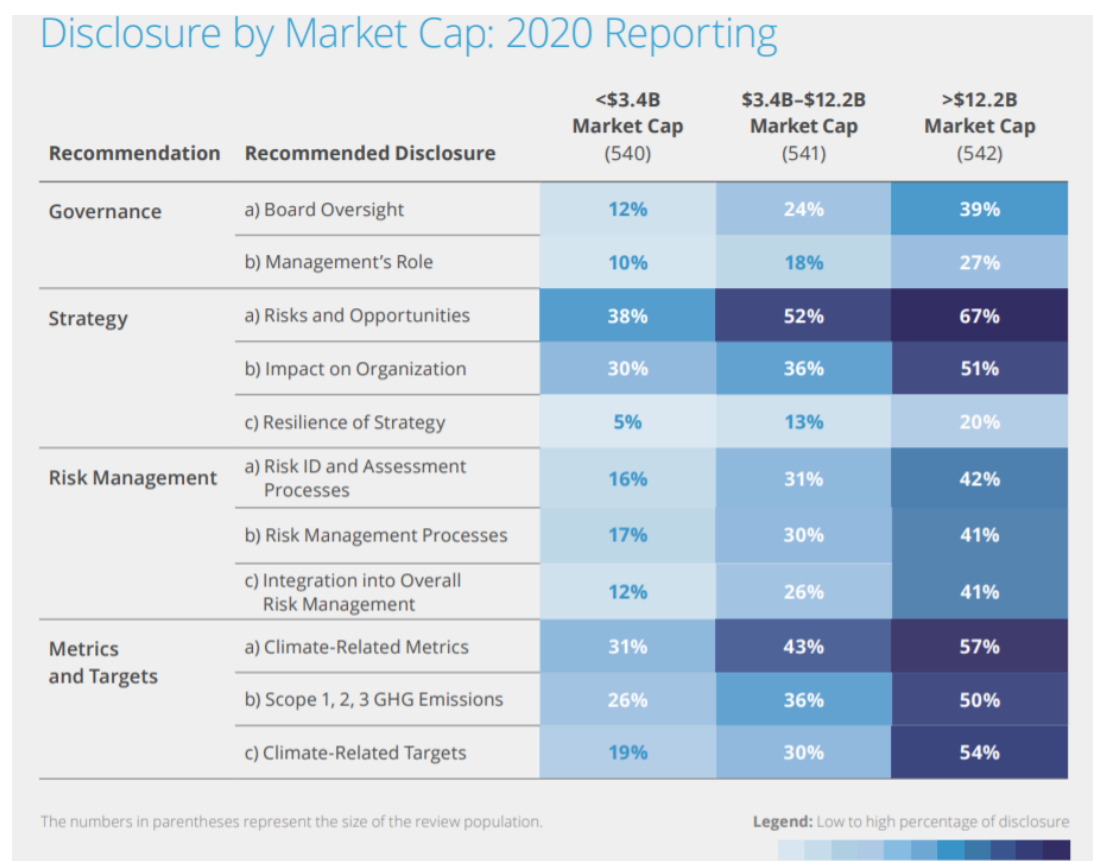 Disclosure by Market Cap: 2020 Reporting
Recommendation Recommended Disclosure <$3.4B Market Cap (540) $3.4B–$12.2B Market Cap (541) >$12.2B Market Cap (542)
Governance a) Board Oversight 12% 24% 39%
b) Management's Role 10% 18% 27%
Strategy a) Risks and Opportunities 38% 52% 67%
b) Impact on Organization 30% 36% 51%
c) Resilience of Strategy 5% 13% 20%
Risk Management a) Risk ID and Assessment Processes 16% 31% 42%
b) Risk Management Processes 17% 30% 41%
c) Integration into Overall Risk Management 12% 26% 41%
Metrics and Targets a) Climate-Related Metrics 31% 43% 57%
b) Scope 1, 2, 3 GHG Emissions 26% 36% 50%
c) Climate-Related Targets 19% 30% 54%
The numbers in parentheses represent the size of the review population.
Legend: Low to high percentage of disclosure